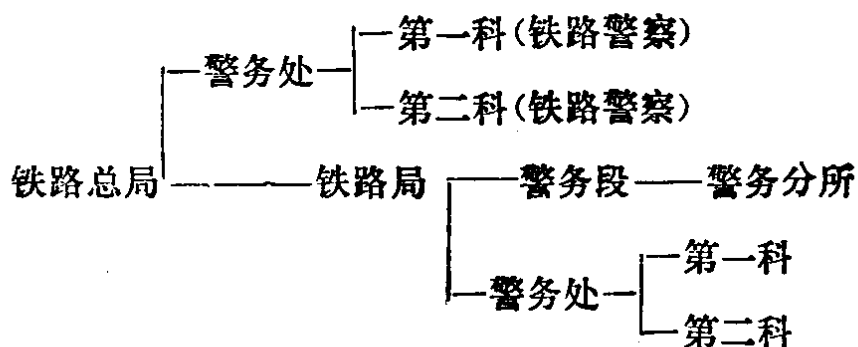 第一科(铁路警察)
警务处
第二科(铁路警察)
铁路总局 铁路局 警务段 警务分所
第一科
警务处
第二科